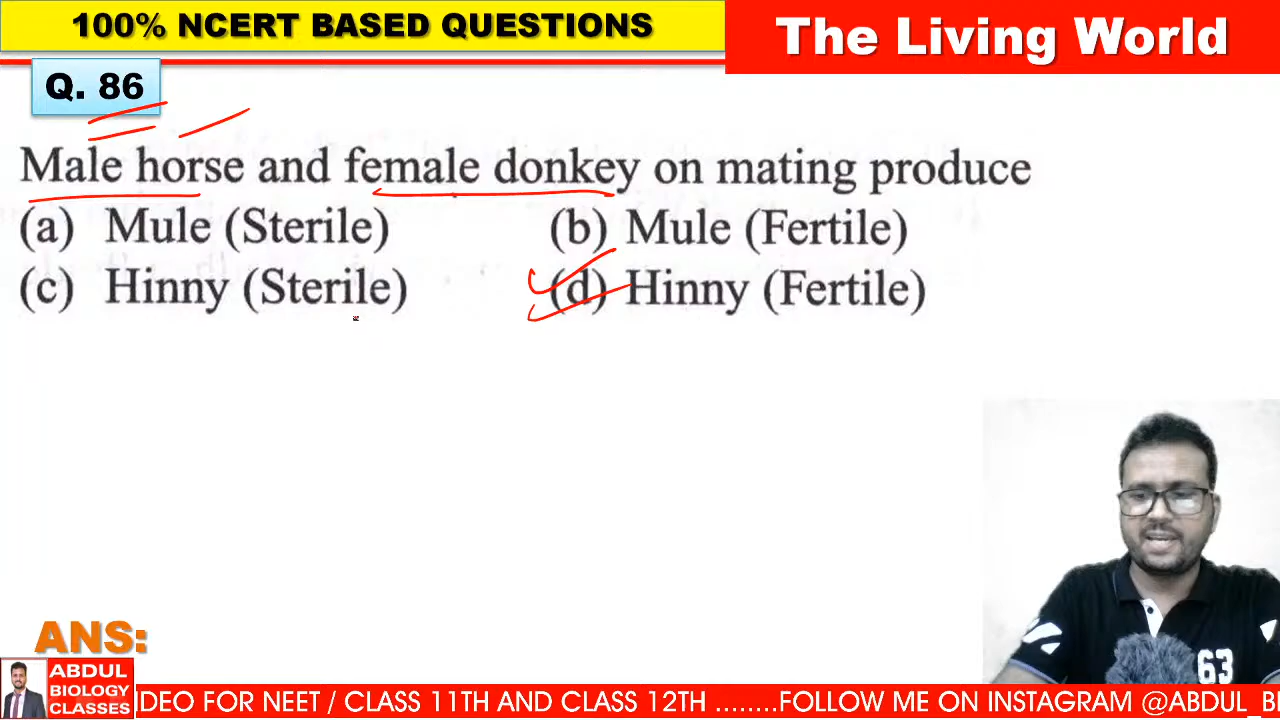 100% NCERT BASED QUESTIONS
The Living World
Q. 86
Male horse and female donkey on mating produce
(a) Mule (Sterile) (b) Mule (Fertile)
(c) Hinny (Sterile) (d) Hinny (Fertile)
63
ANS:
ABDUL
BIOLOGY
CLASSES
IDEO FOR NEET / CLASS 11TH AND CLASS 12TH ........FOLLOW ME ON INSTAGRAM @ABDUL_B